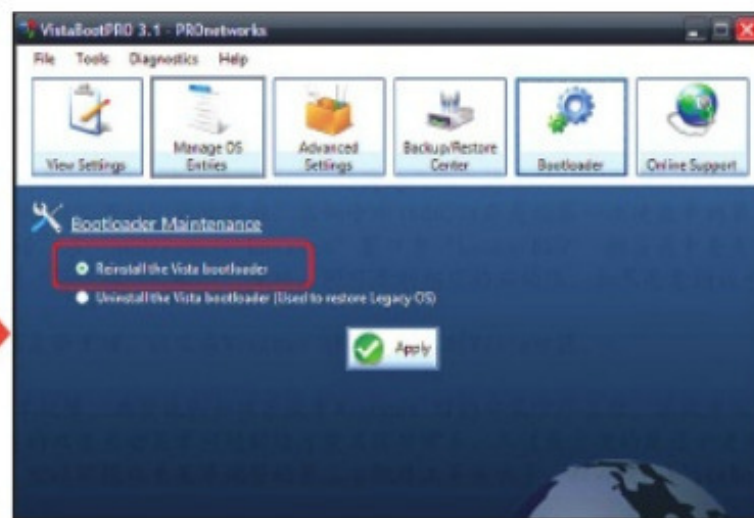 VistaBootPRO 3.1 - PROnetworks
File Tools Diagnostics Help
View Settings
Manage OS
Entries
Advanced
Settings
Backup/Restore
Center
Bootloader
Online Support
Bootloader Maintenance
Reinstall the Vista bootloader
Uninstall the Vista bootloader (Used to restore Legacy OS)
Apply